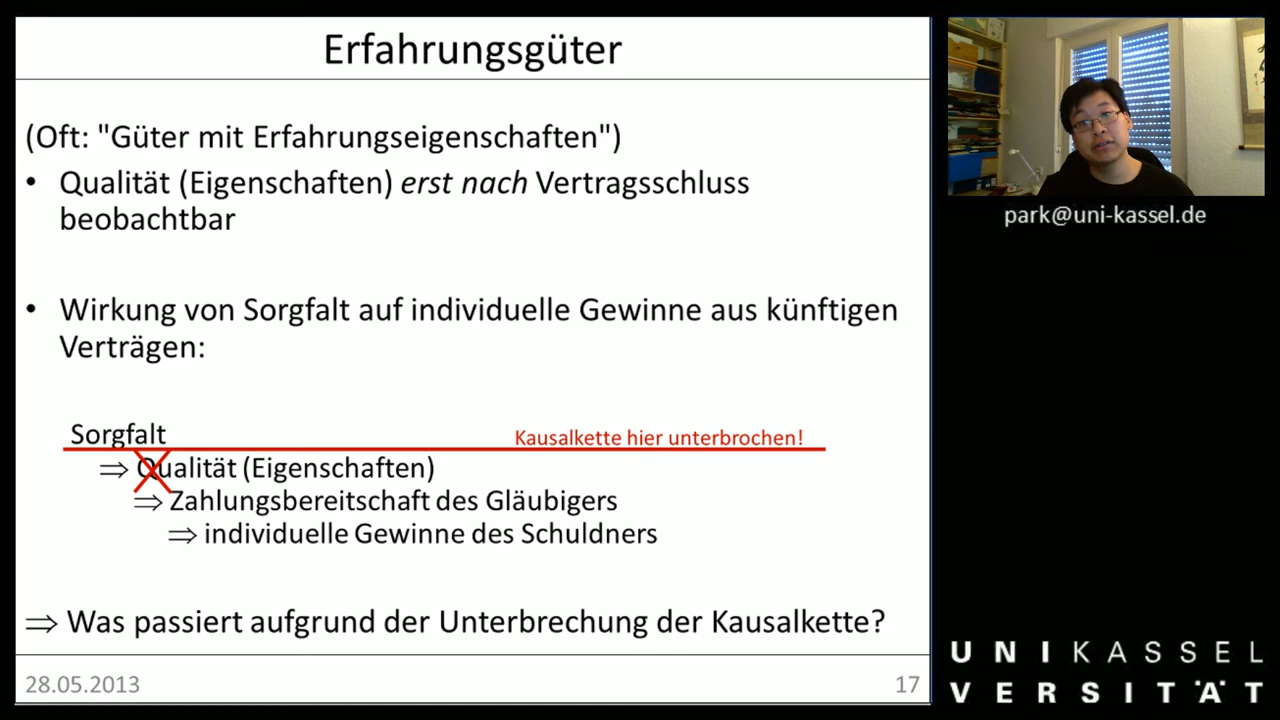 Erfahrungsgüter
(Oft: "Güter mit Erfahrungseigenschaften")
• Qualität (Eigenschaften) erst nach Vertragsschluss
beobachtbar
• Wirkung von Sorgfalt auf individuelle Gewinne aus künftigen
Verträgen:
Sorgfalt
Kausalkette hier unterbrochen!
⇒ Qualität (Eigenschaften)
⇒ Zahlungsbereitschaft des Gläubigers
⇒ individuelle Gewinne des Schuldners
⇒ Was passiert aufgrund der Unterbrechung der Kausalkette?
28.05.2013
17
park@uni-kassel.de
UNIKASSEL
VERSITÄT